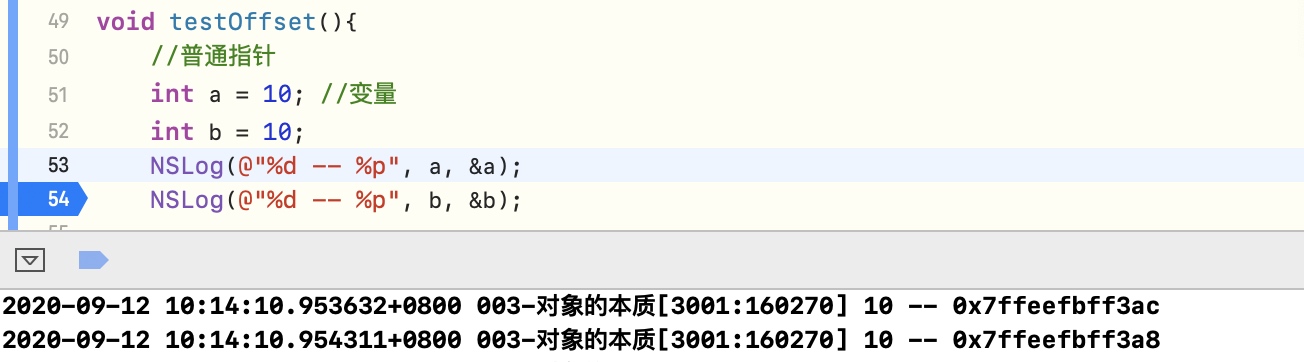 49 void testOffset(){
50 //普通指针
51 int a = 10; //变量
52 int b = 10;
53 NSLog(@"%d -- %p", a, &a);
54 NSLog(@"%d -- %p", b, &b);
2020-09-12 10:14:10.953632+0800 003-对象的本质[3001:160270] 10 -- 0x7ffeefbff3ac
2020-09-12 10:14:10.954311+0800 003-对象的本质[3001:160270] 10 -- 0x7ffeefbff3a8